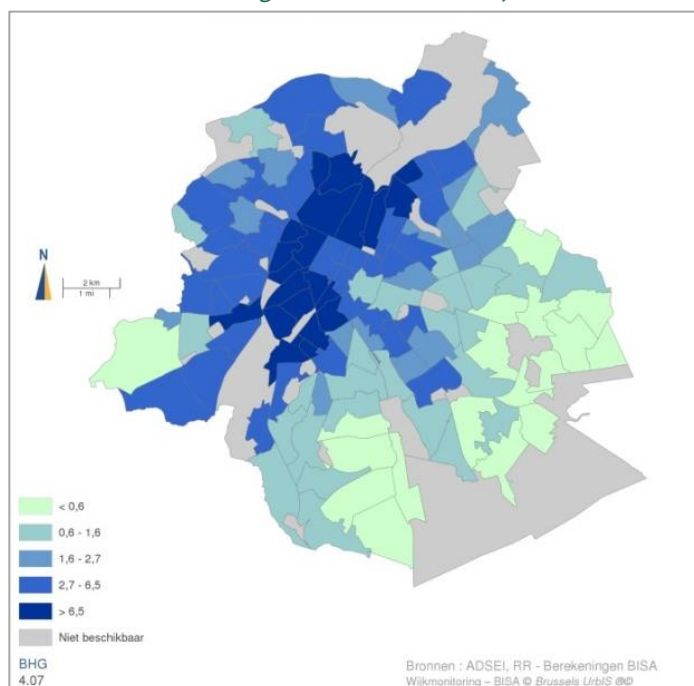 N
2 km
1 mi
< 0,6
0,6 - 1,6
1,6 - 2,7
2,7 - 6,5
> 6,5
Niet beschikbaar
BHG
4.07
Bronnen : ADSEI, RR - Berekeningen BISA
Wijkmonitoring – BISA © Brussels UrbIS ®©